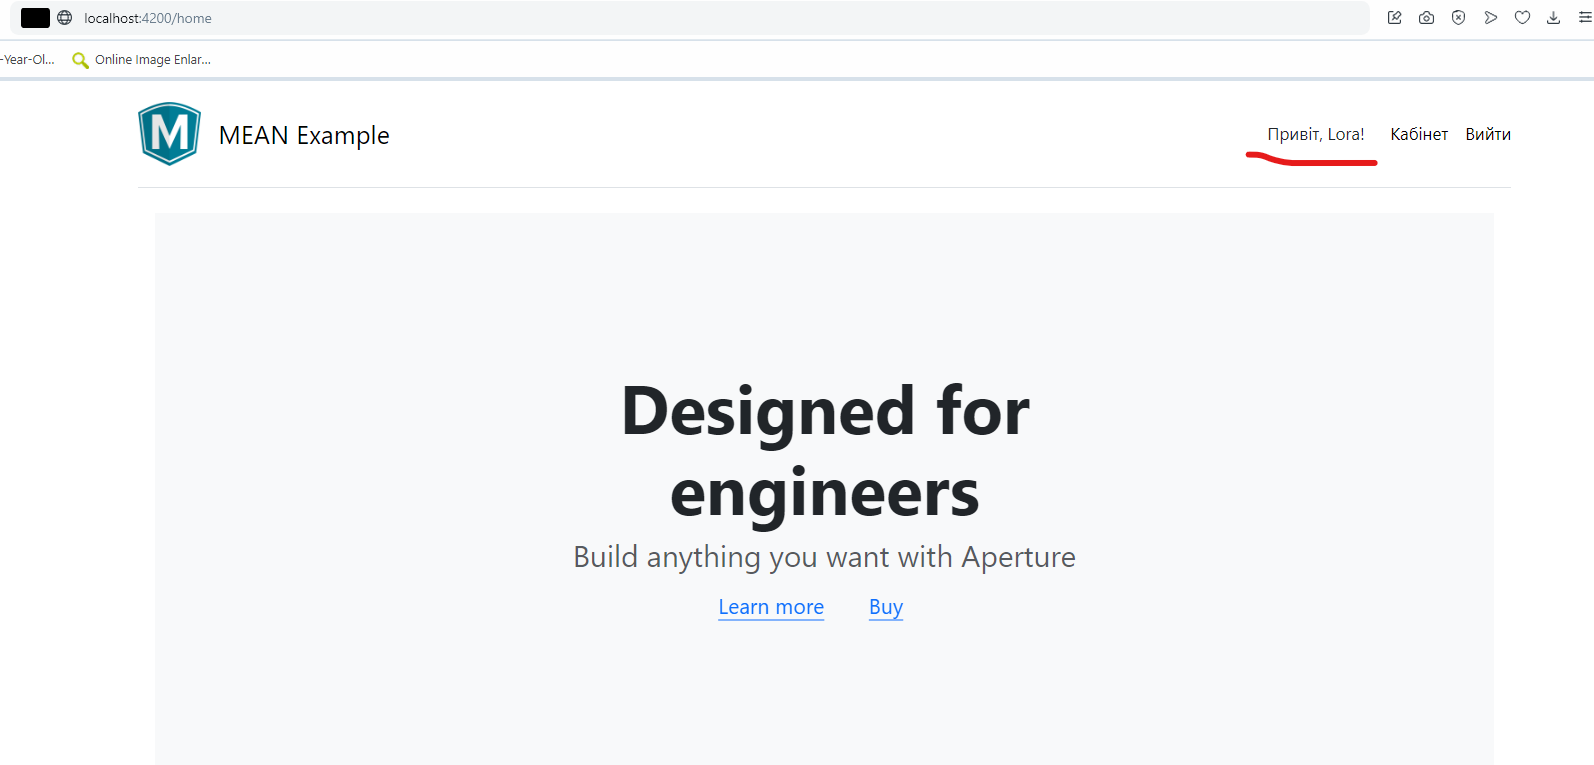 localhost:4200/home
-Year-Ol... Online Image Enlar...
M MEAN Example Привіт, Lora! Кабінет Вийти
Designed for
engineers
Build anything you want with Aperture
Learn more Buy